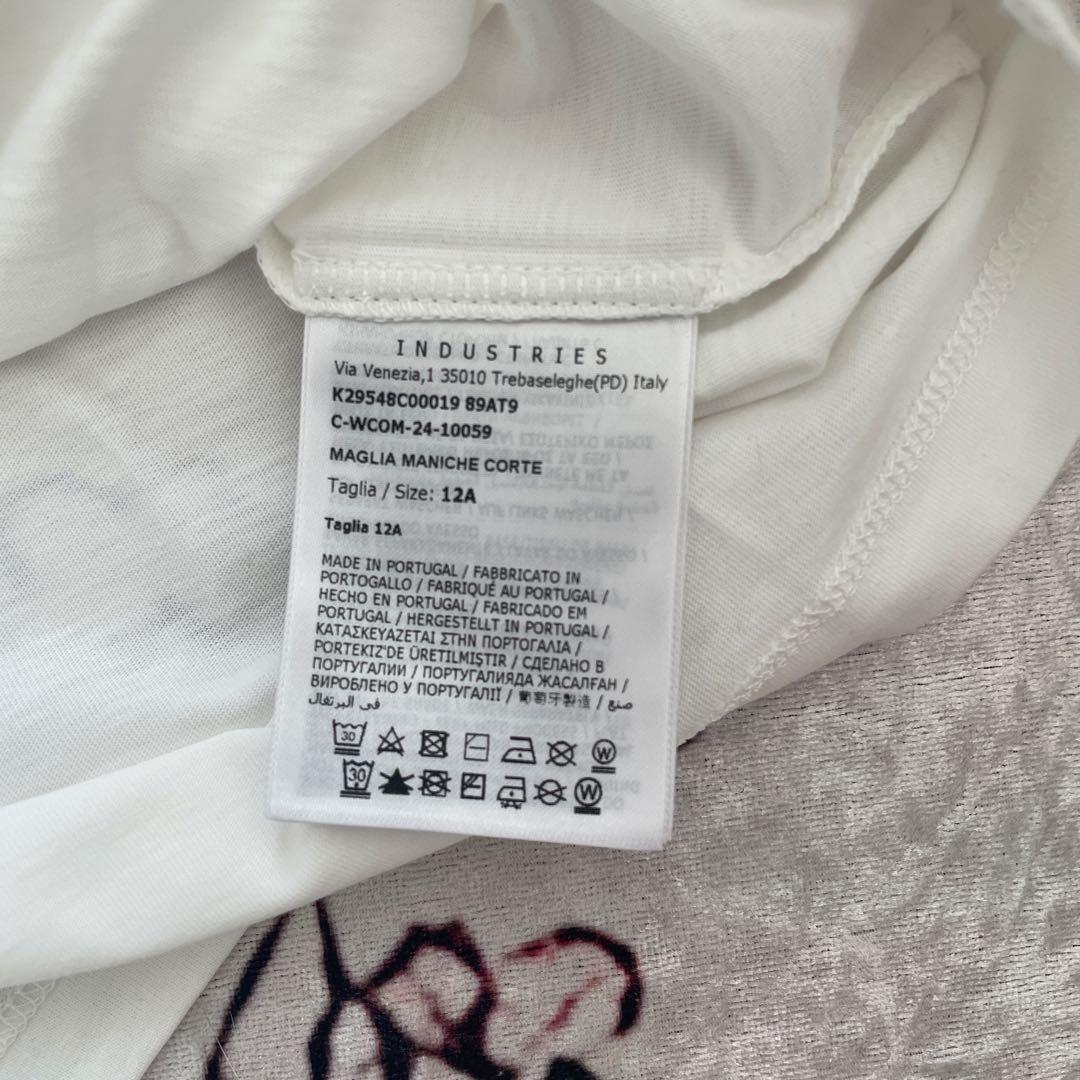 INDUSTRIES
Via Venezia,1 35010 Trebaseleghe(PD) Italy
K29548C00019 89AT9
C-WCOM-24-10059
MAGLIA MANICHE CORTE
Taglia / Size: 12A
Taglia 12A
MADE IN PORTUGAL / FABBRICATO IN
PORTOGALLO / FABRIQUÉ AU PORTUGAL /
HECHO EN PORTUGAL / FABRICADO EM
PORTUGAL / HERGESTELLT IN PORTUGAL /
ΚΑΤΑΣΚΕΥΑΖΕΤΑΙ ΣΤΗΝ ΠΟΡΤΟΓΑΛΙΑ /
PORTEKIZ'DE ÜRETILMIŞTIR / СДЕЛАНО В
ПОРТУГАЛИИ / ПОРТУГАЛИЯДА ЖАСАЛҒАН /
ВИРОБЛЕНО У ПОРТУГАЛІЇ / 葡萄牙製造 / صنع
في البرتغال
30 W
30 W